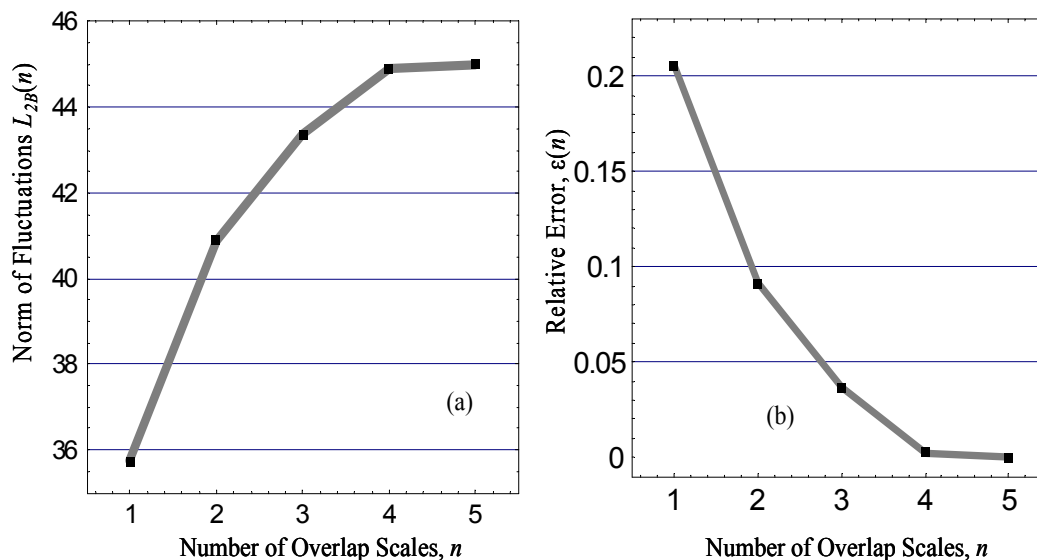 Norm of Fluctuations L2B(n)
46
45
44
42
40
38
36
(a)
1 2 3 4 5
Number of Overlap Scales, n
Relative Error, ε(n)
0.2
0.15
0.1
0.05
0
(b)
1 2 3 4 5
Number of Overlap Scales, n